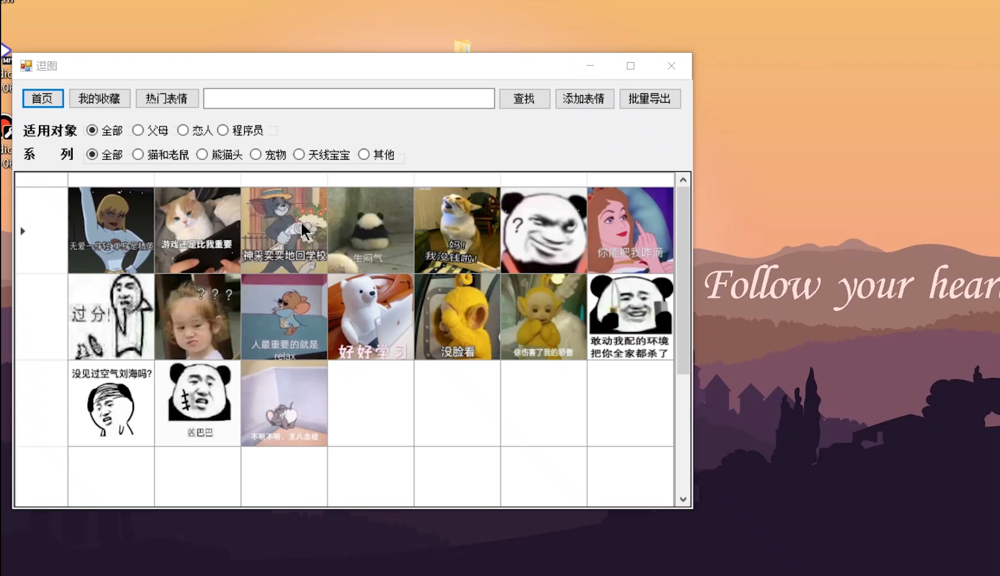 逗图
首页 我的收藏 热门表情 查找 添加表情 批量导出
适用对象 全部 父母 恋人 程序员
系 列 全部 猫和老鼠 熊猫头 宠物 天线宝宝 其他
无爱一身轻 单身是精英
游戏还是比我重要
神采奕奕地回学校
生闷气
妈!
我没钱啦!
?
你能把我咋滴
过分!
? ? ?
人最重要的就是
relax
好好学习
没脸看
你伤害了我的骄傲
敢动我配的环境
把你全家都杀了
没见过空气刘海吗?
凶巴巴
不听不听，王八念经
Follow your hear